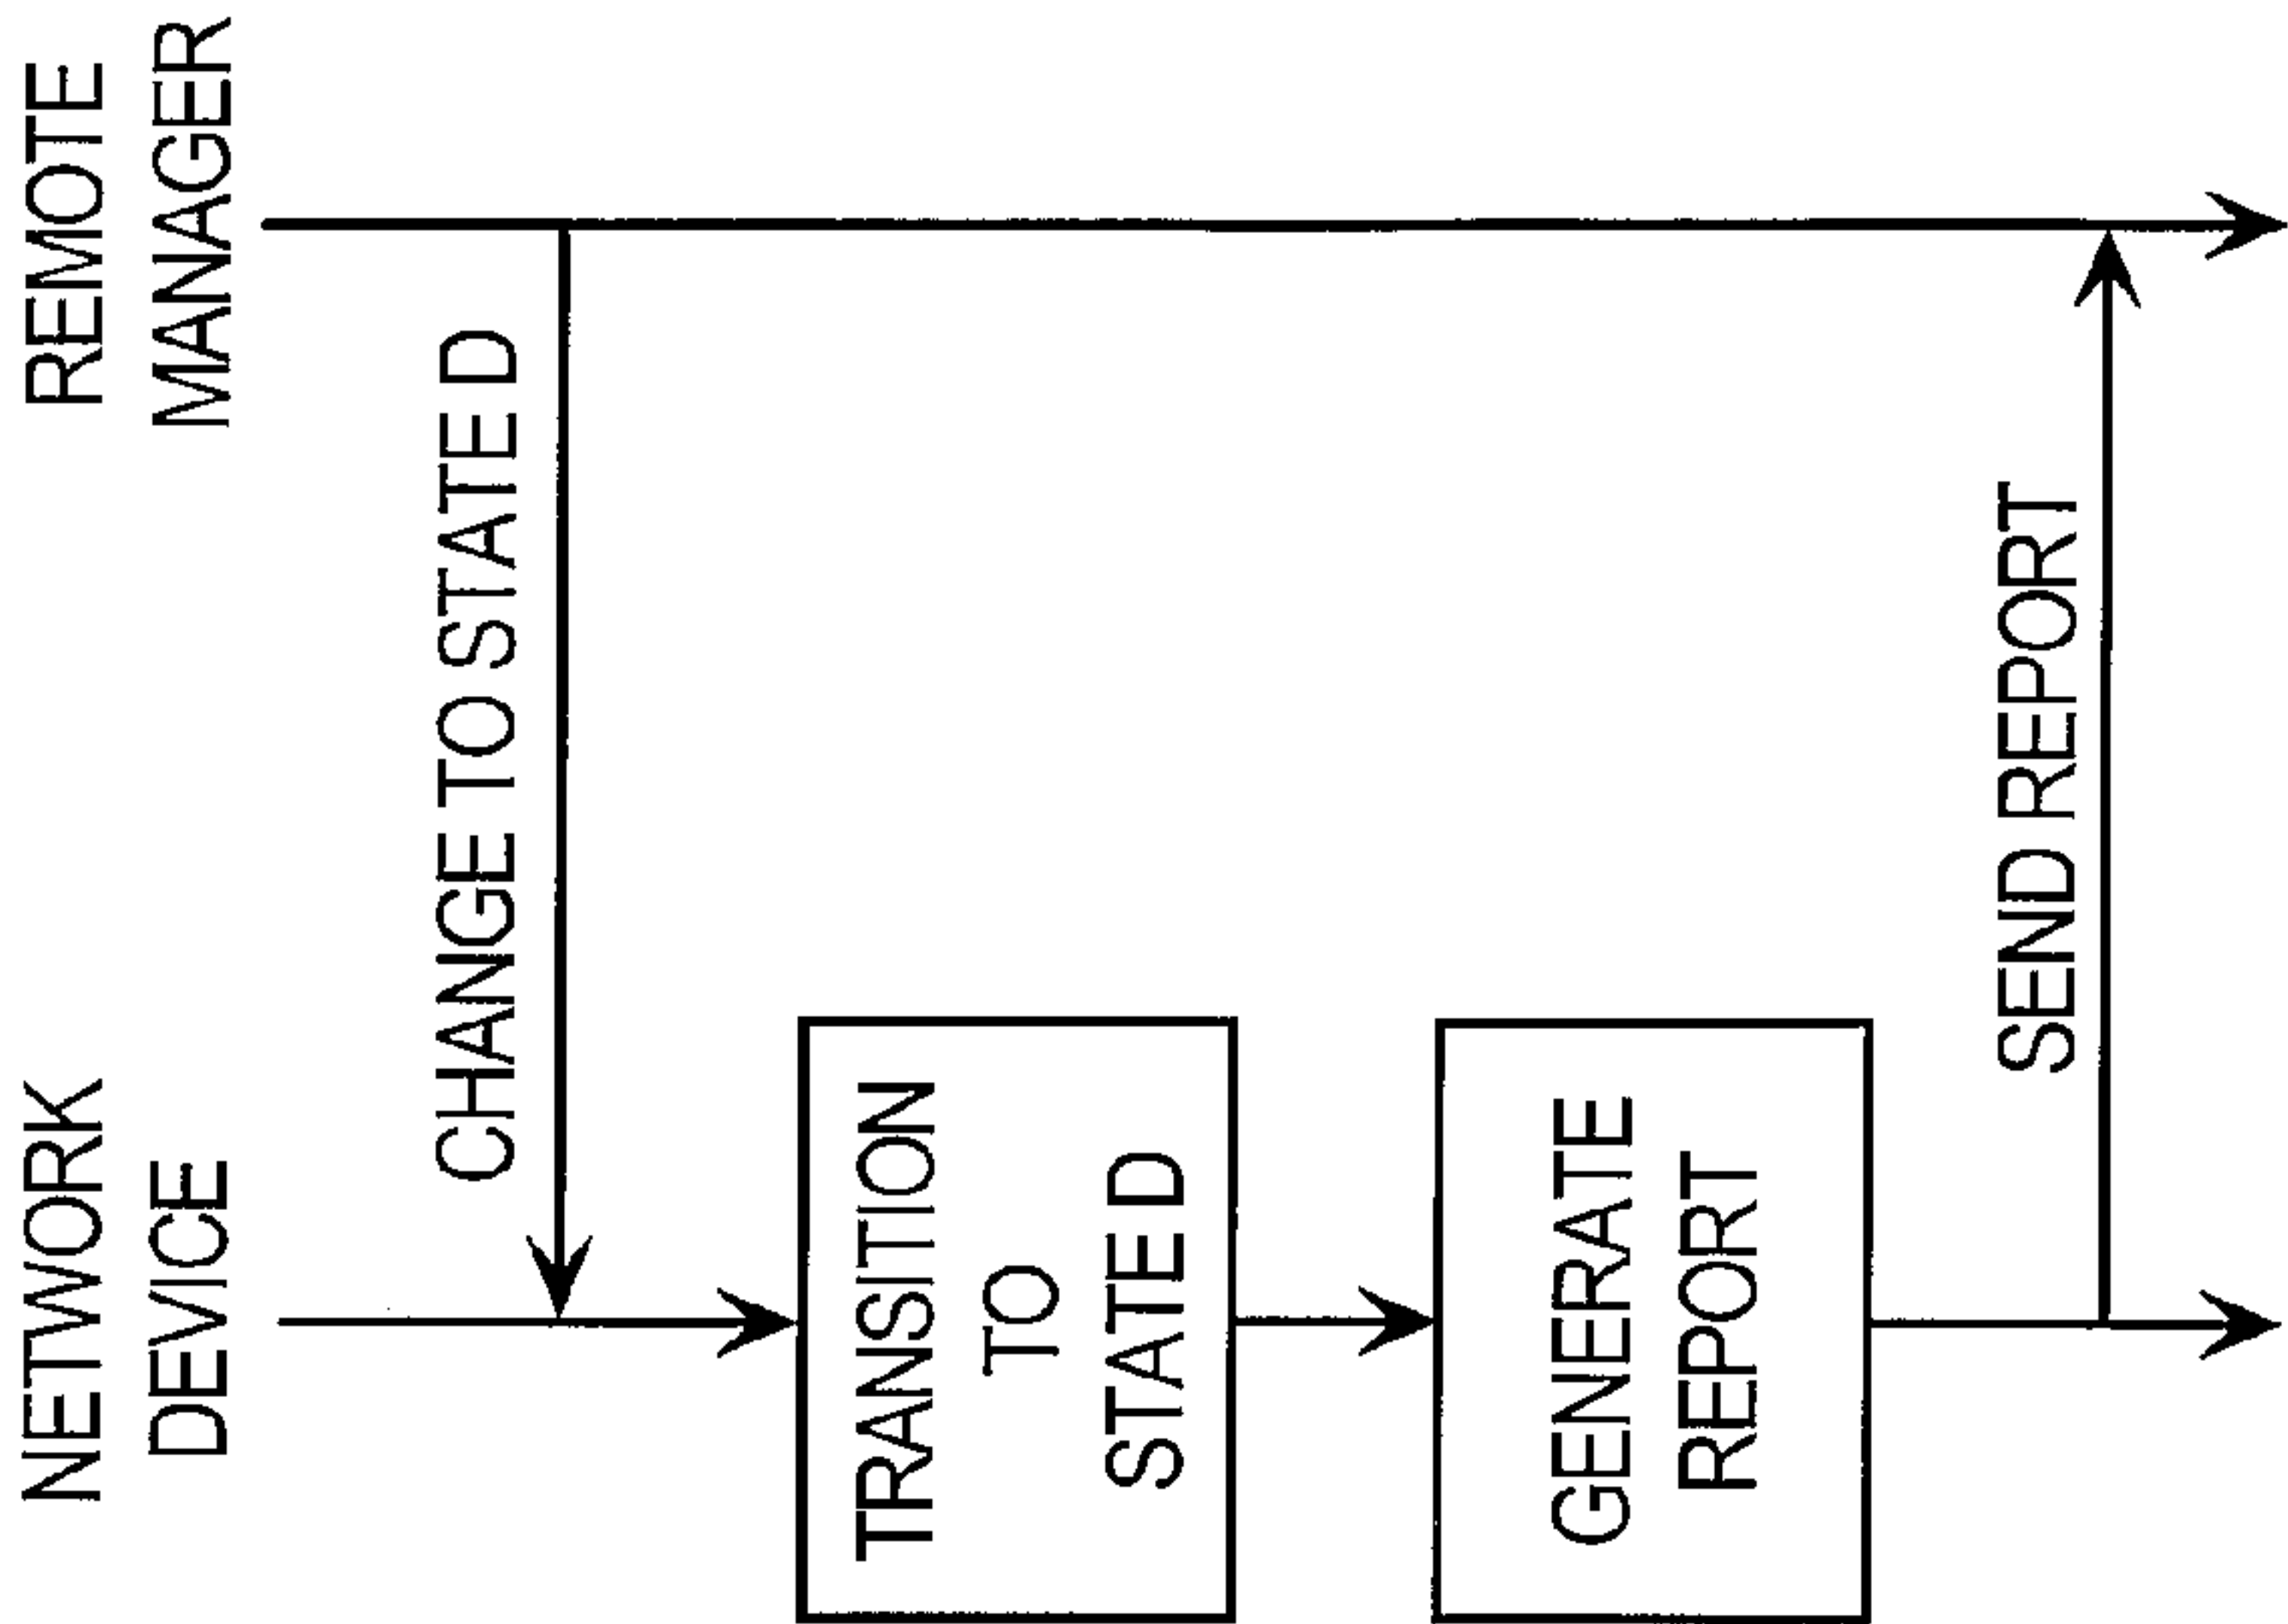 NETWORK
DEVICE
REMOTE
MANAGER
CHANGE TO STATE D
TRANSITION
TO
STATE D
GENERATE
REPORT
SEND REPORT